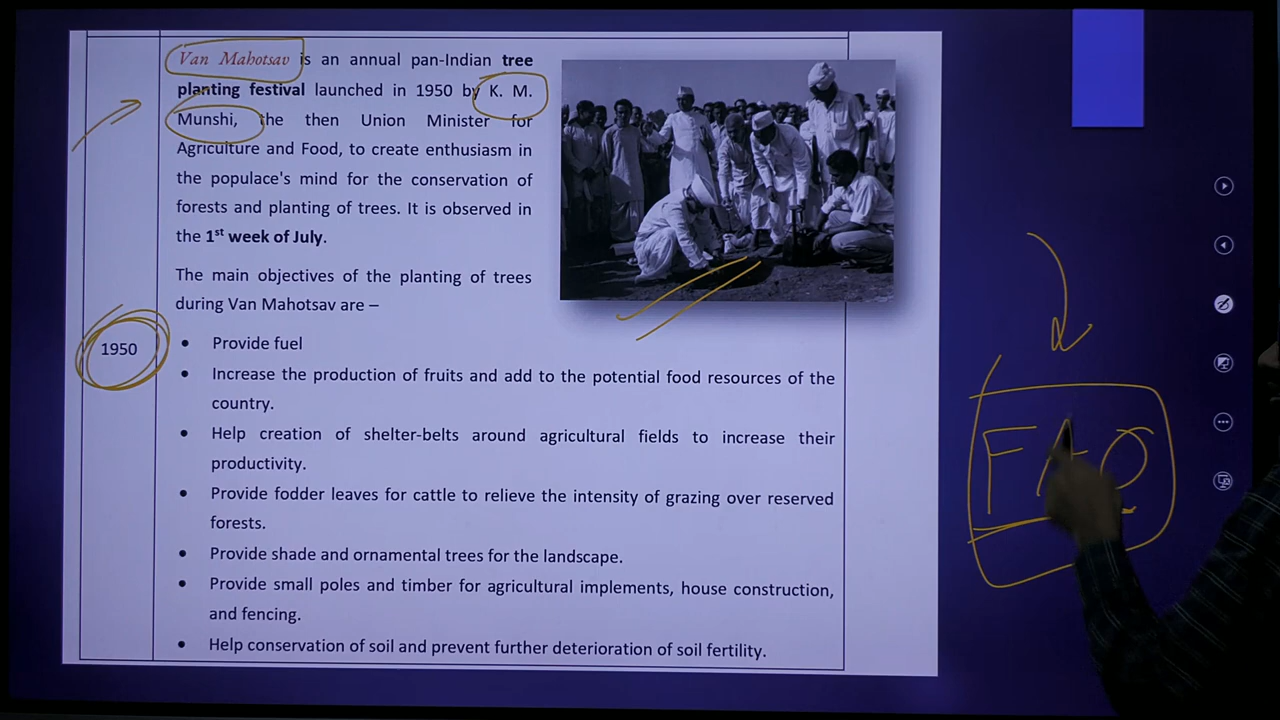 Van Mahotsav is an annual pan-Indian tree
planting festival launched in 1950 by K. M.
Munshi, the then Union Minister for
Agriculture and Food, to create enthusiasm in
the populace's mind for the conservation of
forests and planting of trees. It is observed in
the 1st week of July.
The main objectives of the planting of trees
during Van Mahotsav are –
1950
• Provide fuel
• Increase the production of fruits and add to the potential food resources of the
country.
• Help creation of shelter-belts around agricultural fields to increase their
productivity.
• Provide fodder leaves for cattle to relieve the intensity of grazing over reserved
forests.
• Provide shade and ornamental trees for the landscape.
• Provide small poles and timber for agricultural implements, house construction,
and fencing.
• Help conservation of soil and prevent further deterioration of soil fertility.
FAO